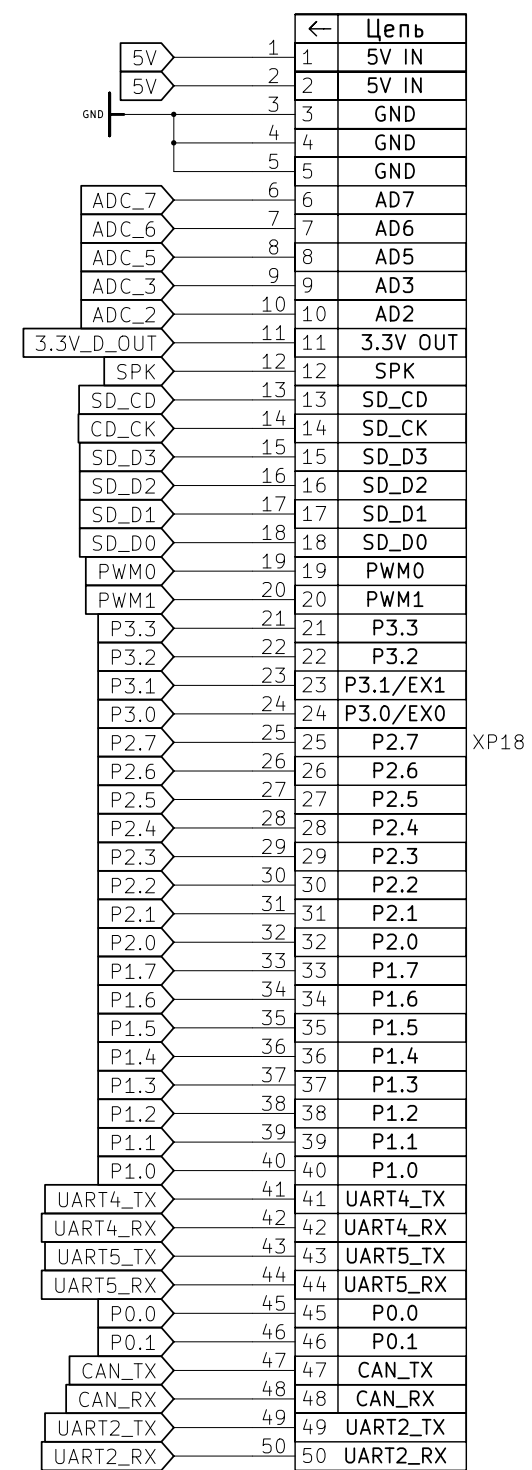 ← Цепь
5V 1 1 5V IN
5V 2 2 5V IN
GND 3 3 GND
4 4 GND
5 5 GND
ADC_7 6 6 AD7
ADC_6 7 7 AD6
ADC_5 8 8 AD5
ADC_3 9 9 AD3
ADC_2 10 10 AD2
3.3V_D_OUT 11 11 3.3V OUT
SPK 12 12 SPK
SD_CD 13 13 SD_CD
CD_CK 14 14 SD_CK
SD_D3 15 15 SD_D3
SD_D2 16 16 SD_D2
SD_D1 17 17 SD_D1
SD_D0 18 18 SD_D0
PWM0 19 19 PWM0
PWM1 20 20 PWM1
P3.3 21 21 P3.3
P3.2 22 22 P3.2
P3.1 23 23 P3.1/EX1
P3.0 24 24 P3.0/EX0
P2.7 25 25 P2.7 XP18
P2.6 26 26 P2.6
P2.5 27 27 P2.5
P2.4 28 28 P2.4
P2.3 29 29 P2.3
P2.2 30 30 P2.2
P2.1 31 31 P2.1
P2.0 32 32 P2.0
P1.7 33 33 P1.7
P1.6 34 34 P1.6
P1.5 35 35 P1.5
P1.4 36 36 P1.4
P1.3 37 37 P1.3
P1.2 38 38 P1.2
P1.1 39 39 P1.1
P1.0 40 40 P1.0
UART4_TX 41 41 UART4_TX
UART4_RX 42 42 UART4_RX
UART5_TX 43 43 UART5_TX
UART5_RX 44 44 UART5_RX
P0.0 45 45 P0.0
P0.1 46 46 P0.1
CAN_TX 47 47 CAN_TX
CAN_RX 48 48 CAN_RX
UART2_TX 49 49 UART2_TX
UART2_RX 50 50 UART2_RX